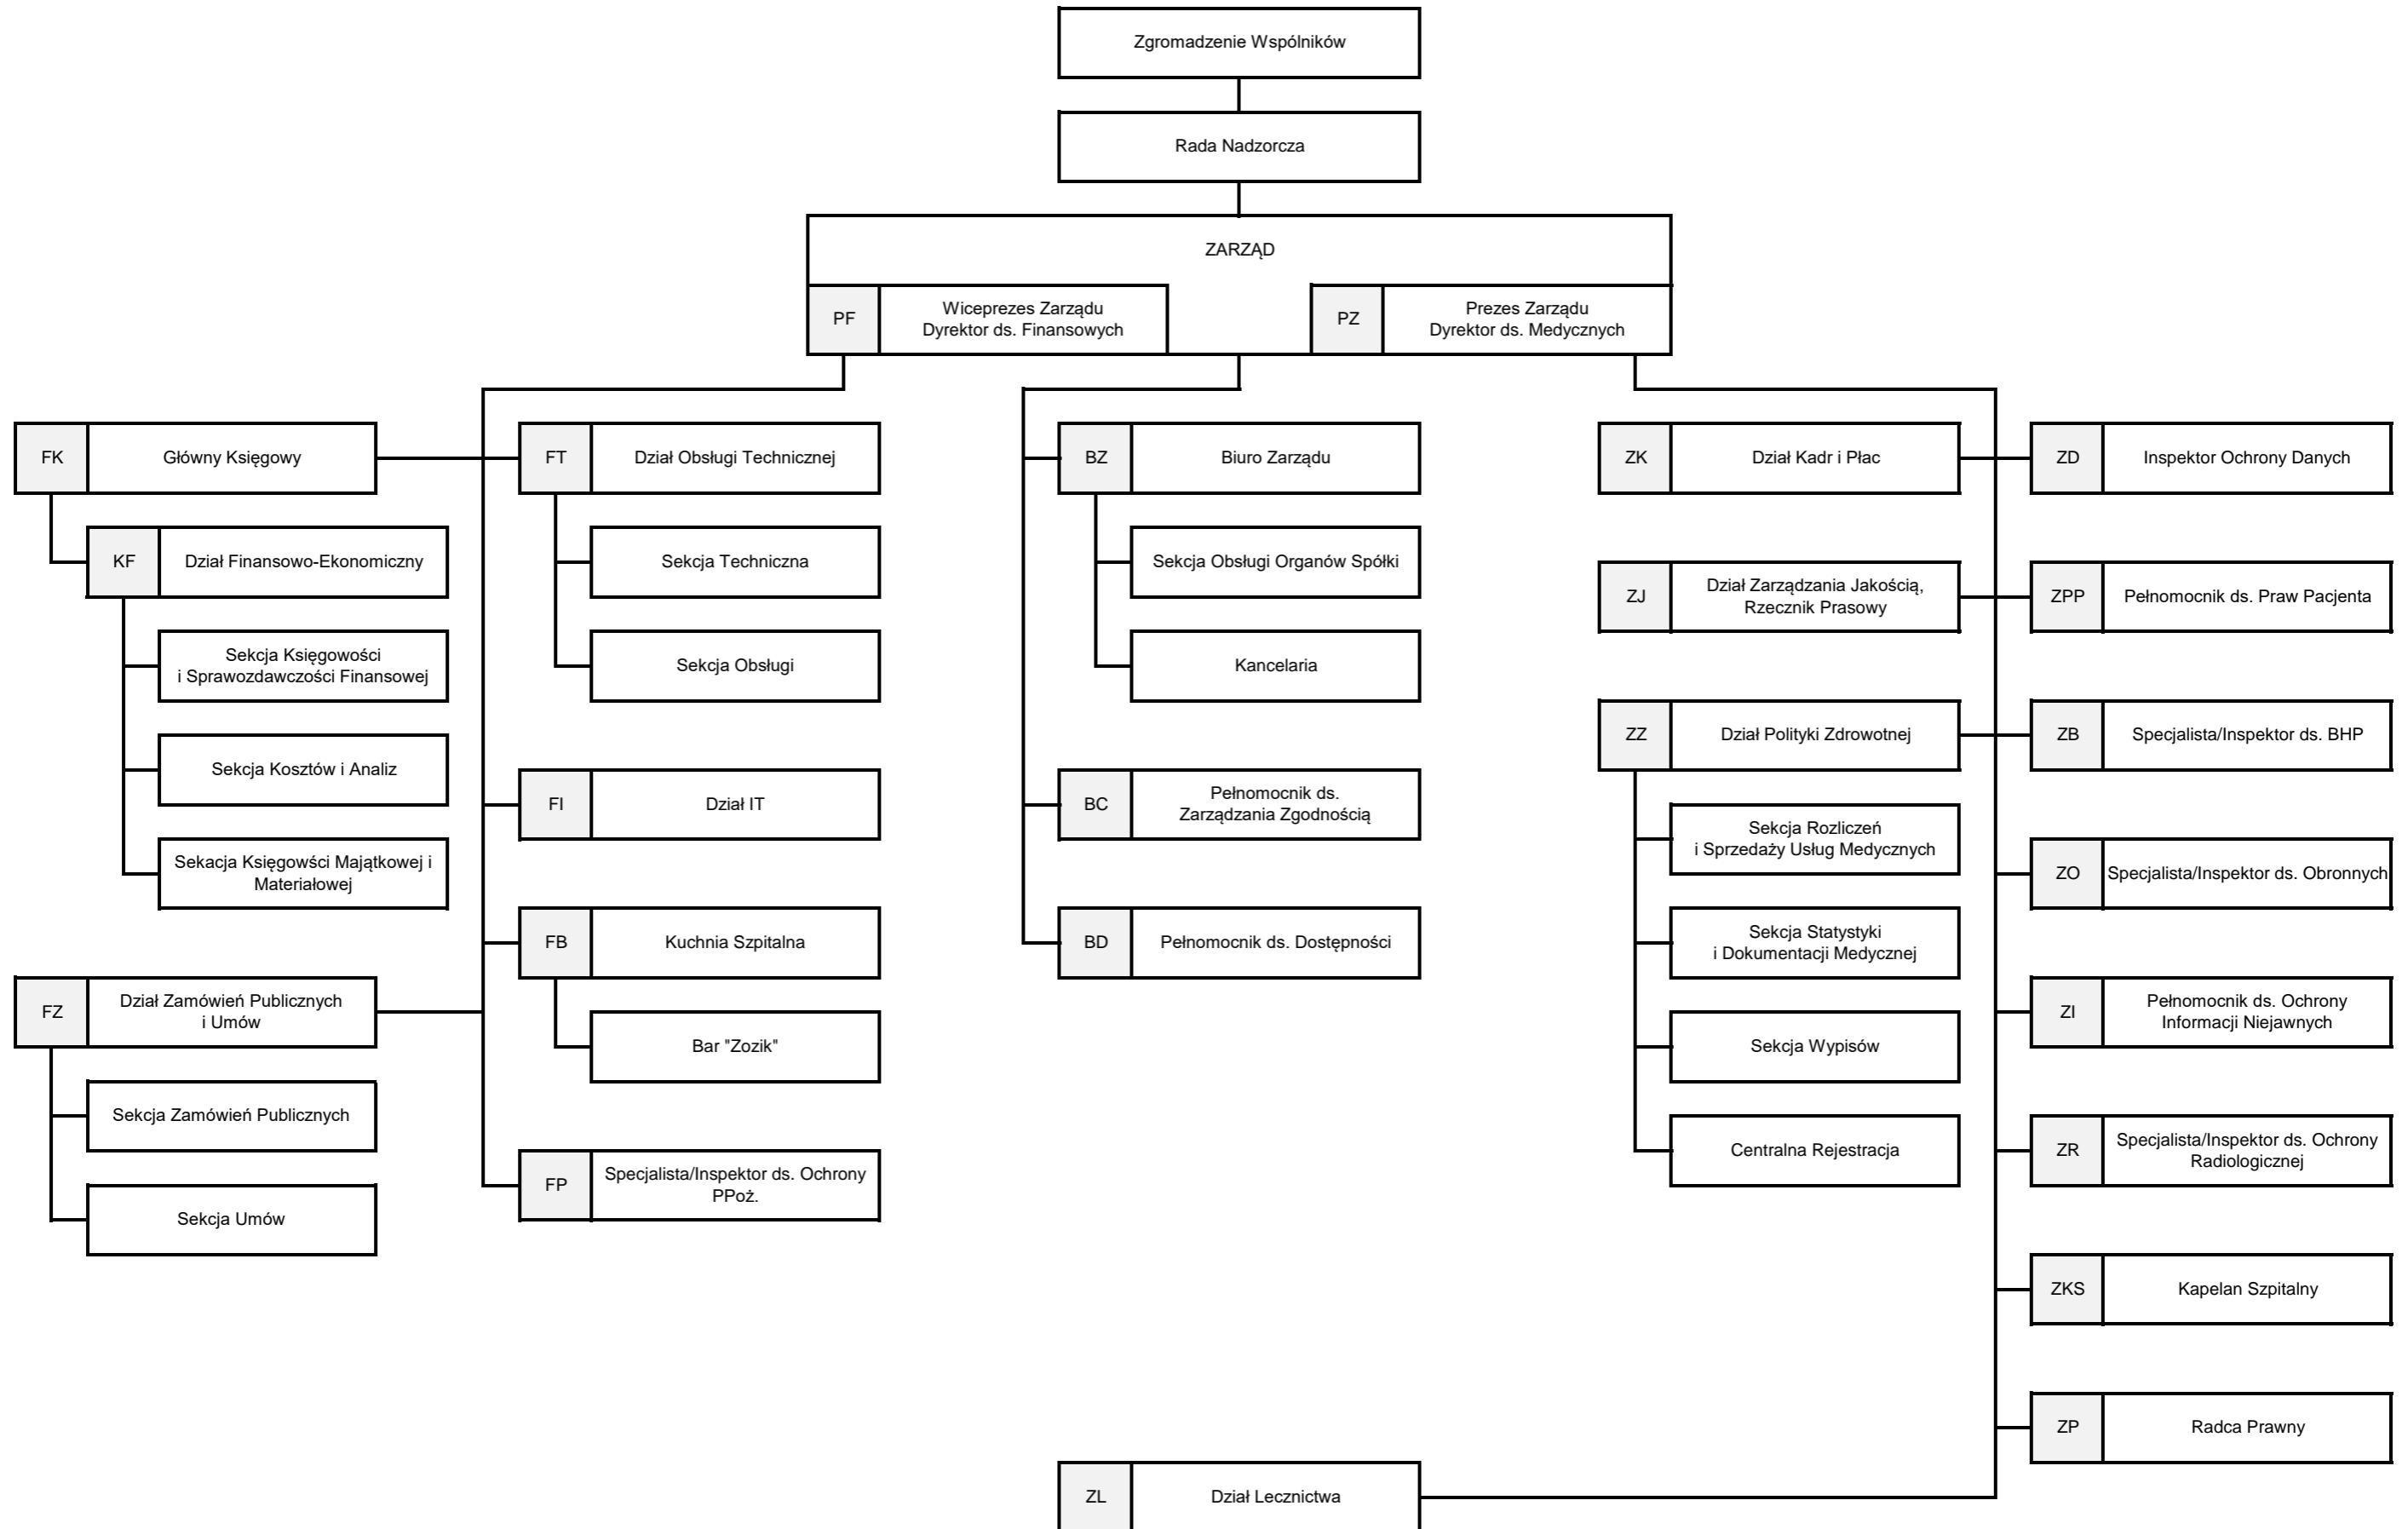 Zgromadzenie Wspólników
Rada Nadzorcza
ZARZĄD
PF
Wiceprezes Zarządu
Dyrektor ds. Finansowych
PZ
Prezes Zarządu
Dyrektor ds. Medycznych
FK
Główny Księgowy
KF
Dział Finansowo-Ekonomiczny
Sekcja Księgowości
i Sprawozdawczości Finansowej
Sekcja Kosztów i Analiz
Sekacja Księgowści Majątkowej i
Materiałowej
FZ
Dział Zamówień Publicznych
i Umów
Sekcja Zamówień Publicznych
Sekcja Umów
FT
Dział Obsługi Technicznej
Sekcja Techniczna
Sekcja Obsługi
FI
Dział IT
FB
Kuchnia Szpitalna
Bar "Zozik"
FP
Specjalista/Inspektor ds. Ochrony
PPoż.
BZ
Biuro Zarządu
Sekcja Obsługi Organów Spółki
Kancelaria
BC
Pełnomocnik ds.
Zarządzania Zgodnością
BD
Pełnomocnik ds. Dostępności
ZK
Dział Kadr i Płac
ZJ
Dział Zarządzania Jakością,
Rzecznik Prasowy
ZZ
Dział Polityki Zdrowotnej
Sekcja Rozliczeń
i Sprzedaży Usług Medycznych
Sekcja Statystyki
i Dokumentacji Medycznej
Sekcja Wypisów
Centralna Rejestracja
ZD
Inspektor Ochrony Danych
ZPP
Pełnomocnik ds. Praw Pacjenta
ZB
Specjalista/Inspektor ds. BHP
ZO
Specjalista/Inspektor ds. Obronnych
ZI
Pełnomocnik ds. Ochrony
Informacji Niejawnych
ZR
Specjalista/Inspektor ds. Ochrony
Radiologicznej
ZKS
Kapelan Szpitalny
ZP
Radca Prawny
ZL
Dział Lecznictwa